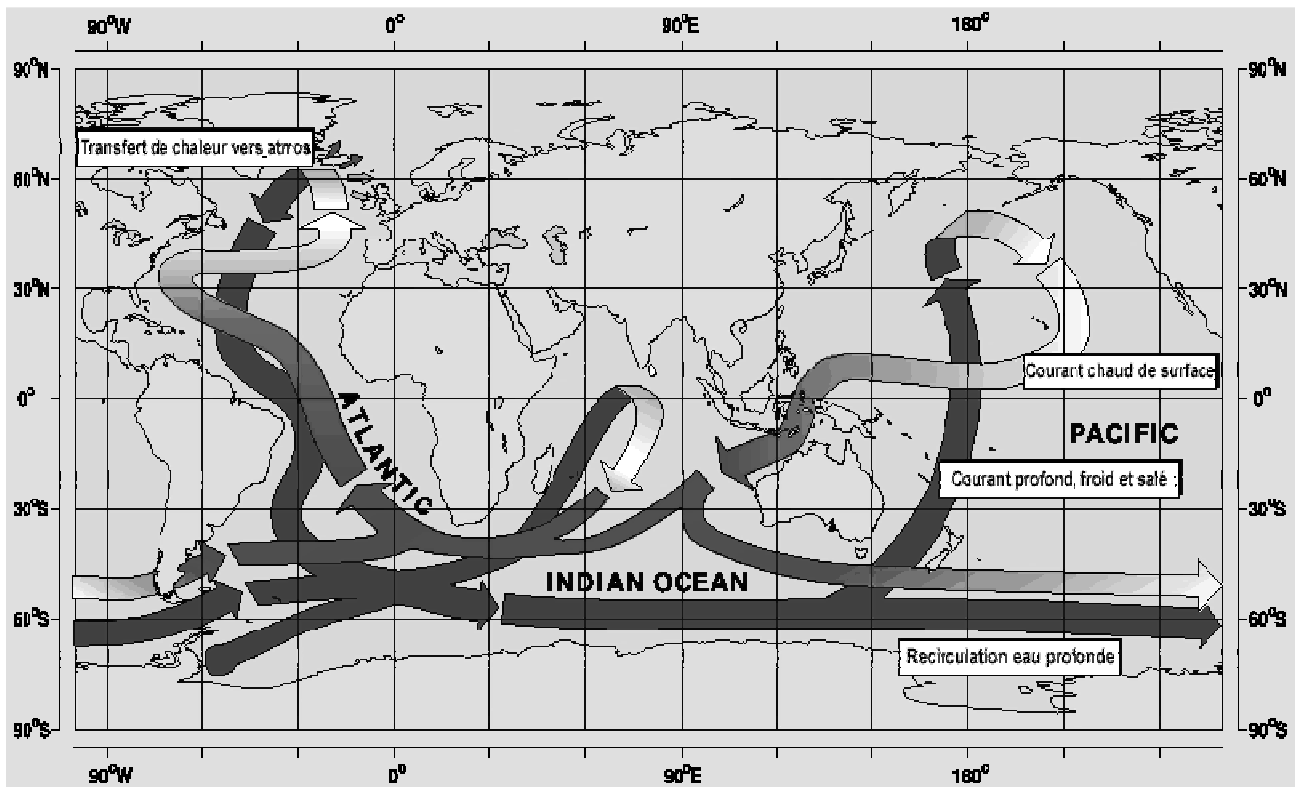 90°W 0° 90°E 180°
90°N 90°N
Transfert de chaleur vers atmos
60°N 60°N
30°N 30°N
Courant chaud de surface
0° 0°
ATLANTIC
PACIFIC
Courant profond, froid et salé :
30°S 30°S
INDIAN OCEAN
60°S 60°S
Recirculation eau profonde
90°S 90°S
90°W 0° 90°E 180°